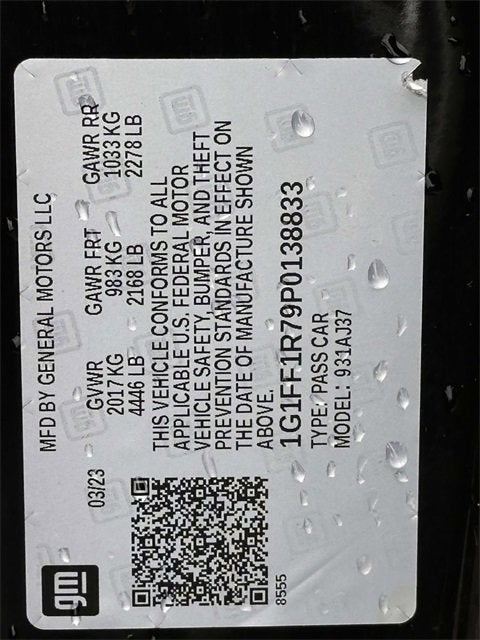 MFD BY GENERAL MOTORS LLC
03/23 GVWR GAWR FRT GAWR RR
2017 KG 983 KG 1033 KG
4446 LB 2168 LB 2278 LB
THIS VEHICLE CONFORMS TO ALL
APPLICABLE U.S. FEDERAL MOTOR
VEHICLE SAFETY, BUMPER, AND THEFT
PREVENTION STANDARDS IN EFFECT ON
THE DATE OF MANUFACTURE SHOWN
ABOVE.
1G1FF1R79P0138833
TYPE: PASS CAR
MODEL: 931AJ37
gm
8555